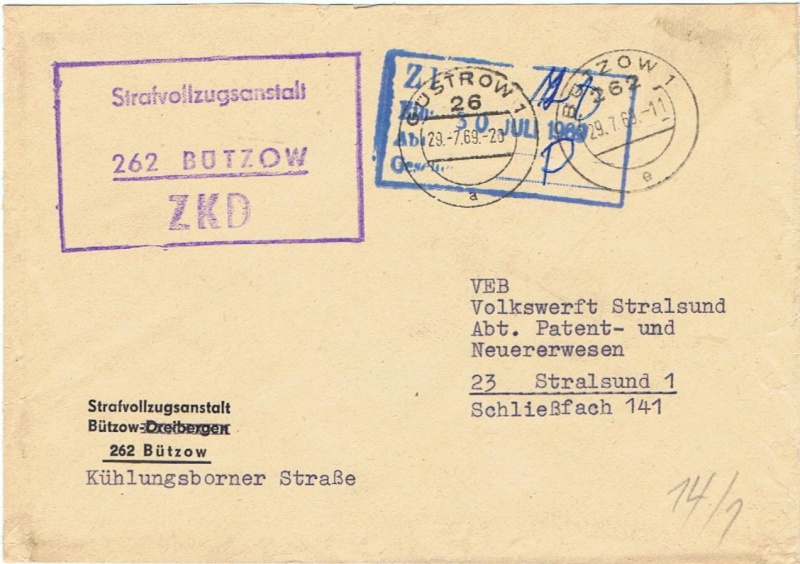 Strafvollzugsanstalt
262 BÜTZOW
ZKD
GÜSTROW 1
26
29.-7.69.-20
a
30. JULI 1969
BÜTZOW 1
262
29.7.69.-11
e
VEB
Volkswerft Stralsund
Abt. Patent- und
Neuererwesen
23 Stralsund 1
Schließfach 141
Strafvollzugsanstalt
Bützow-Dreibergen
262 Bützow
Kühlungsborner Straße
14/1